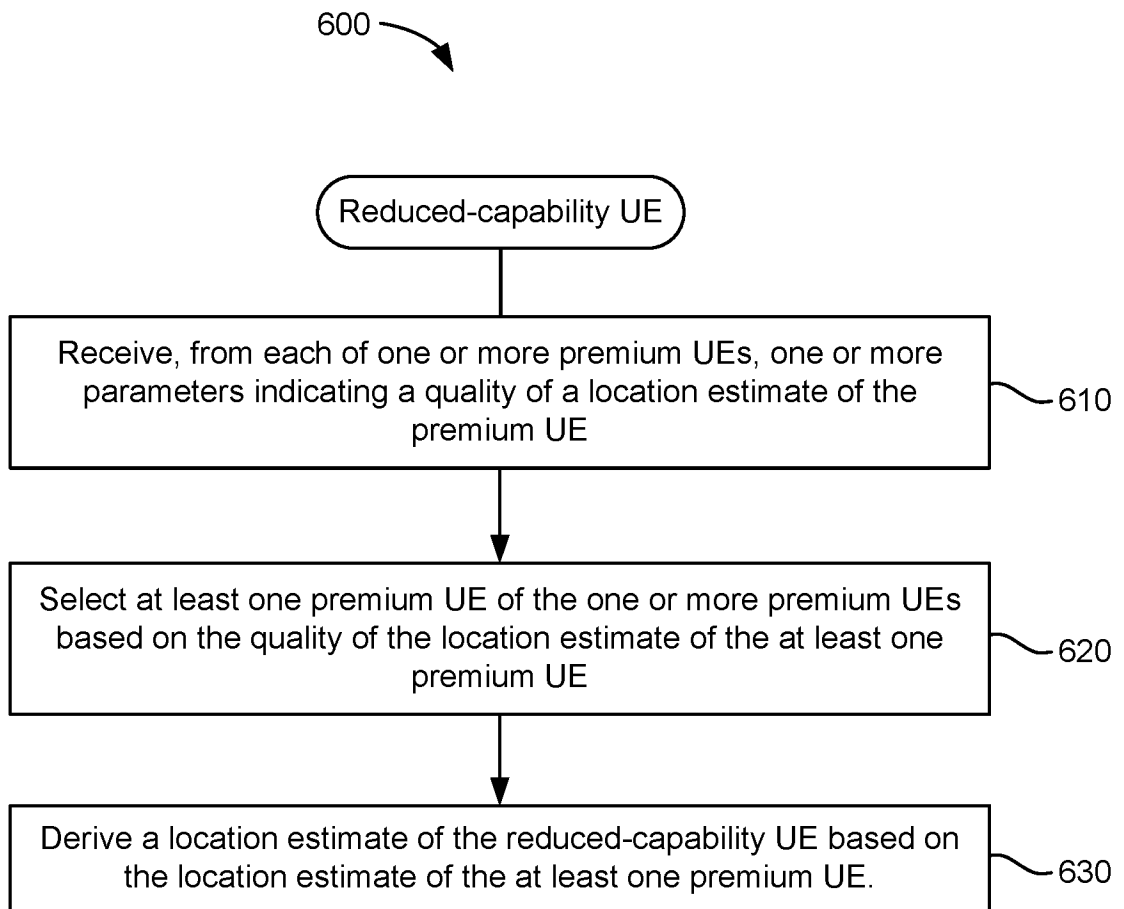 600
Reduced-capability UE
Receive, from each of one or more premium UEs, one or more
parameters indicating a quality of a location estimate of the
premium UE
610
Select at least one premium UE of the one or more premium UEs
based on the quality of the location estimate of the at least one
premium UE
620
Derive a location estimate of the reduced-capability UE based on
the location estimate of the at least one premium UE.
630